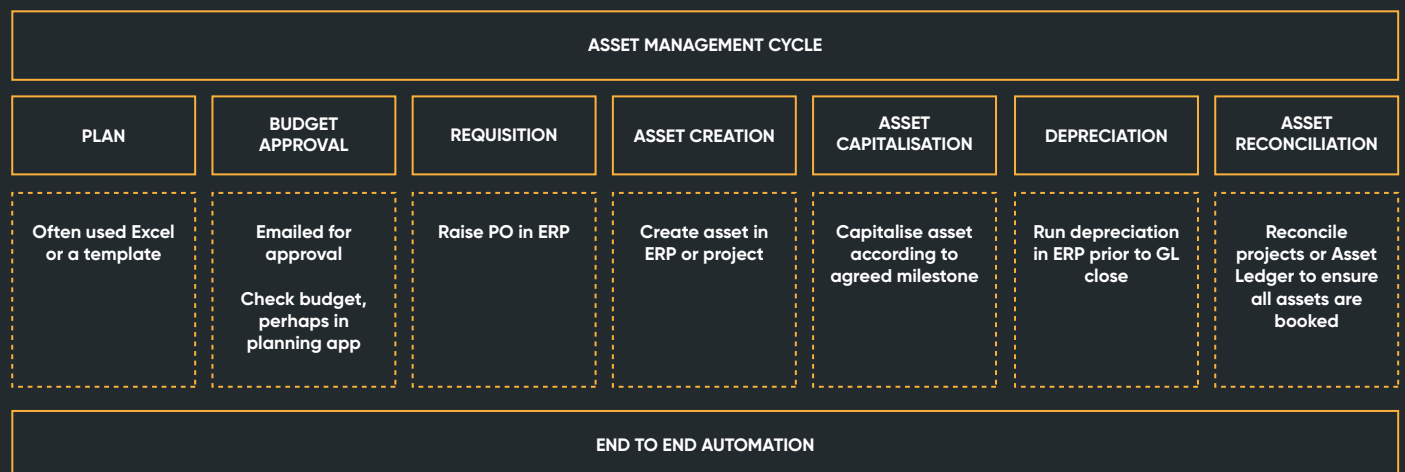 ASSET MANAGEMENT CYCLE
PLAN
BUDGET
APPROVAL
REQUISITION
ASSET CREATION
ASSET
CAPITALISATION
DEPRECIATION
ASSET
RECONCILIATION
Often used Excel
or a template
Emailed for
approval
Check budget,
perhaps in
planning app
Raise PO in ERP
Create asset in
ERP or project
Capitalise asset
according to
agreed milestone
Run depreciation
in ERP prior to GL
close
Reconcile
projects or Asset
Ledger to ensure
all assets are
booked
END TO END AUTOMATION